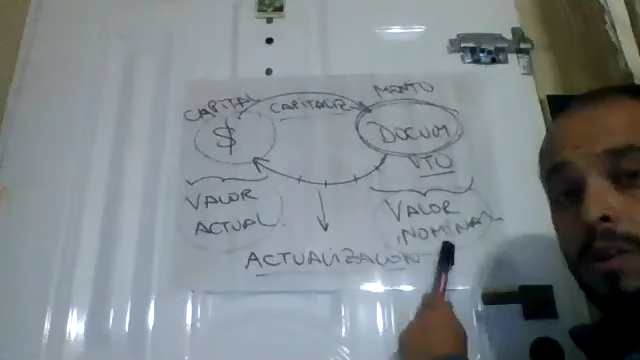 CAPITAL
CAPITALIZ
MONTO
$
DOCUM
VTO
VALOR
ACTUAL
VALOR
NOMINAL
ACTUALIZACION